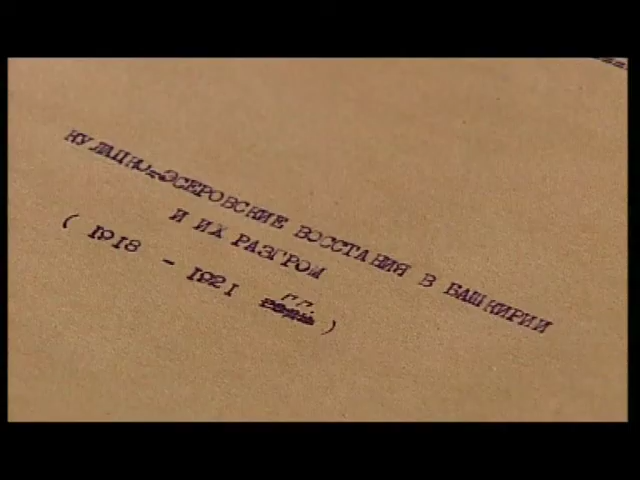 КУЛАЦКО-ЭСЕРОВСКИЕ ВОССТАНИЯ В БАШКИРИИ
И ИХ РАЗГРОМ
( 1918 - 1921 г.г. )